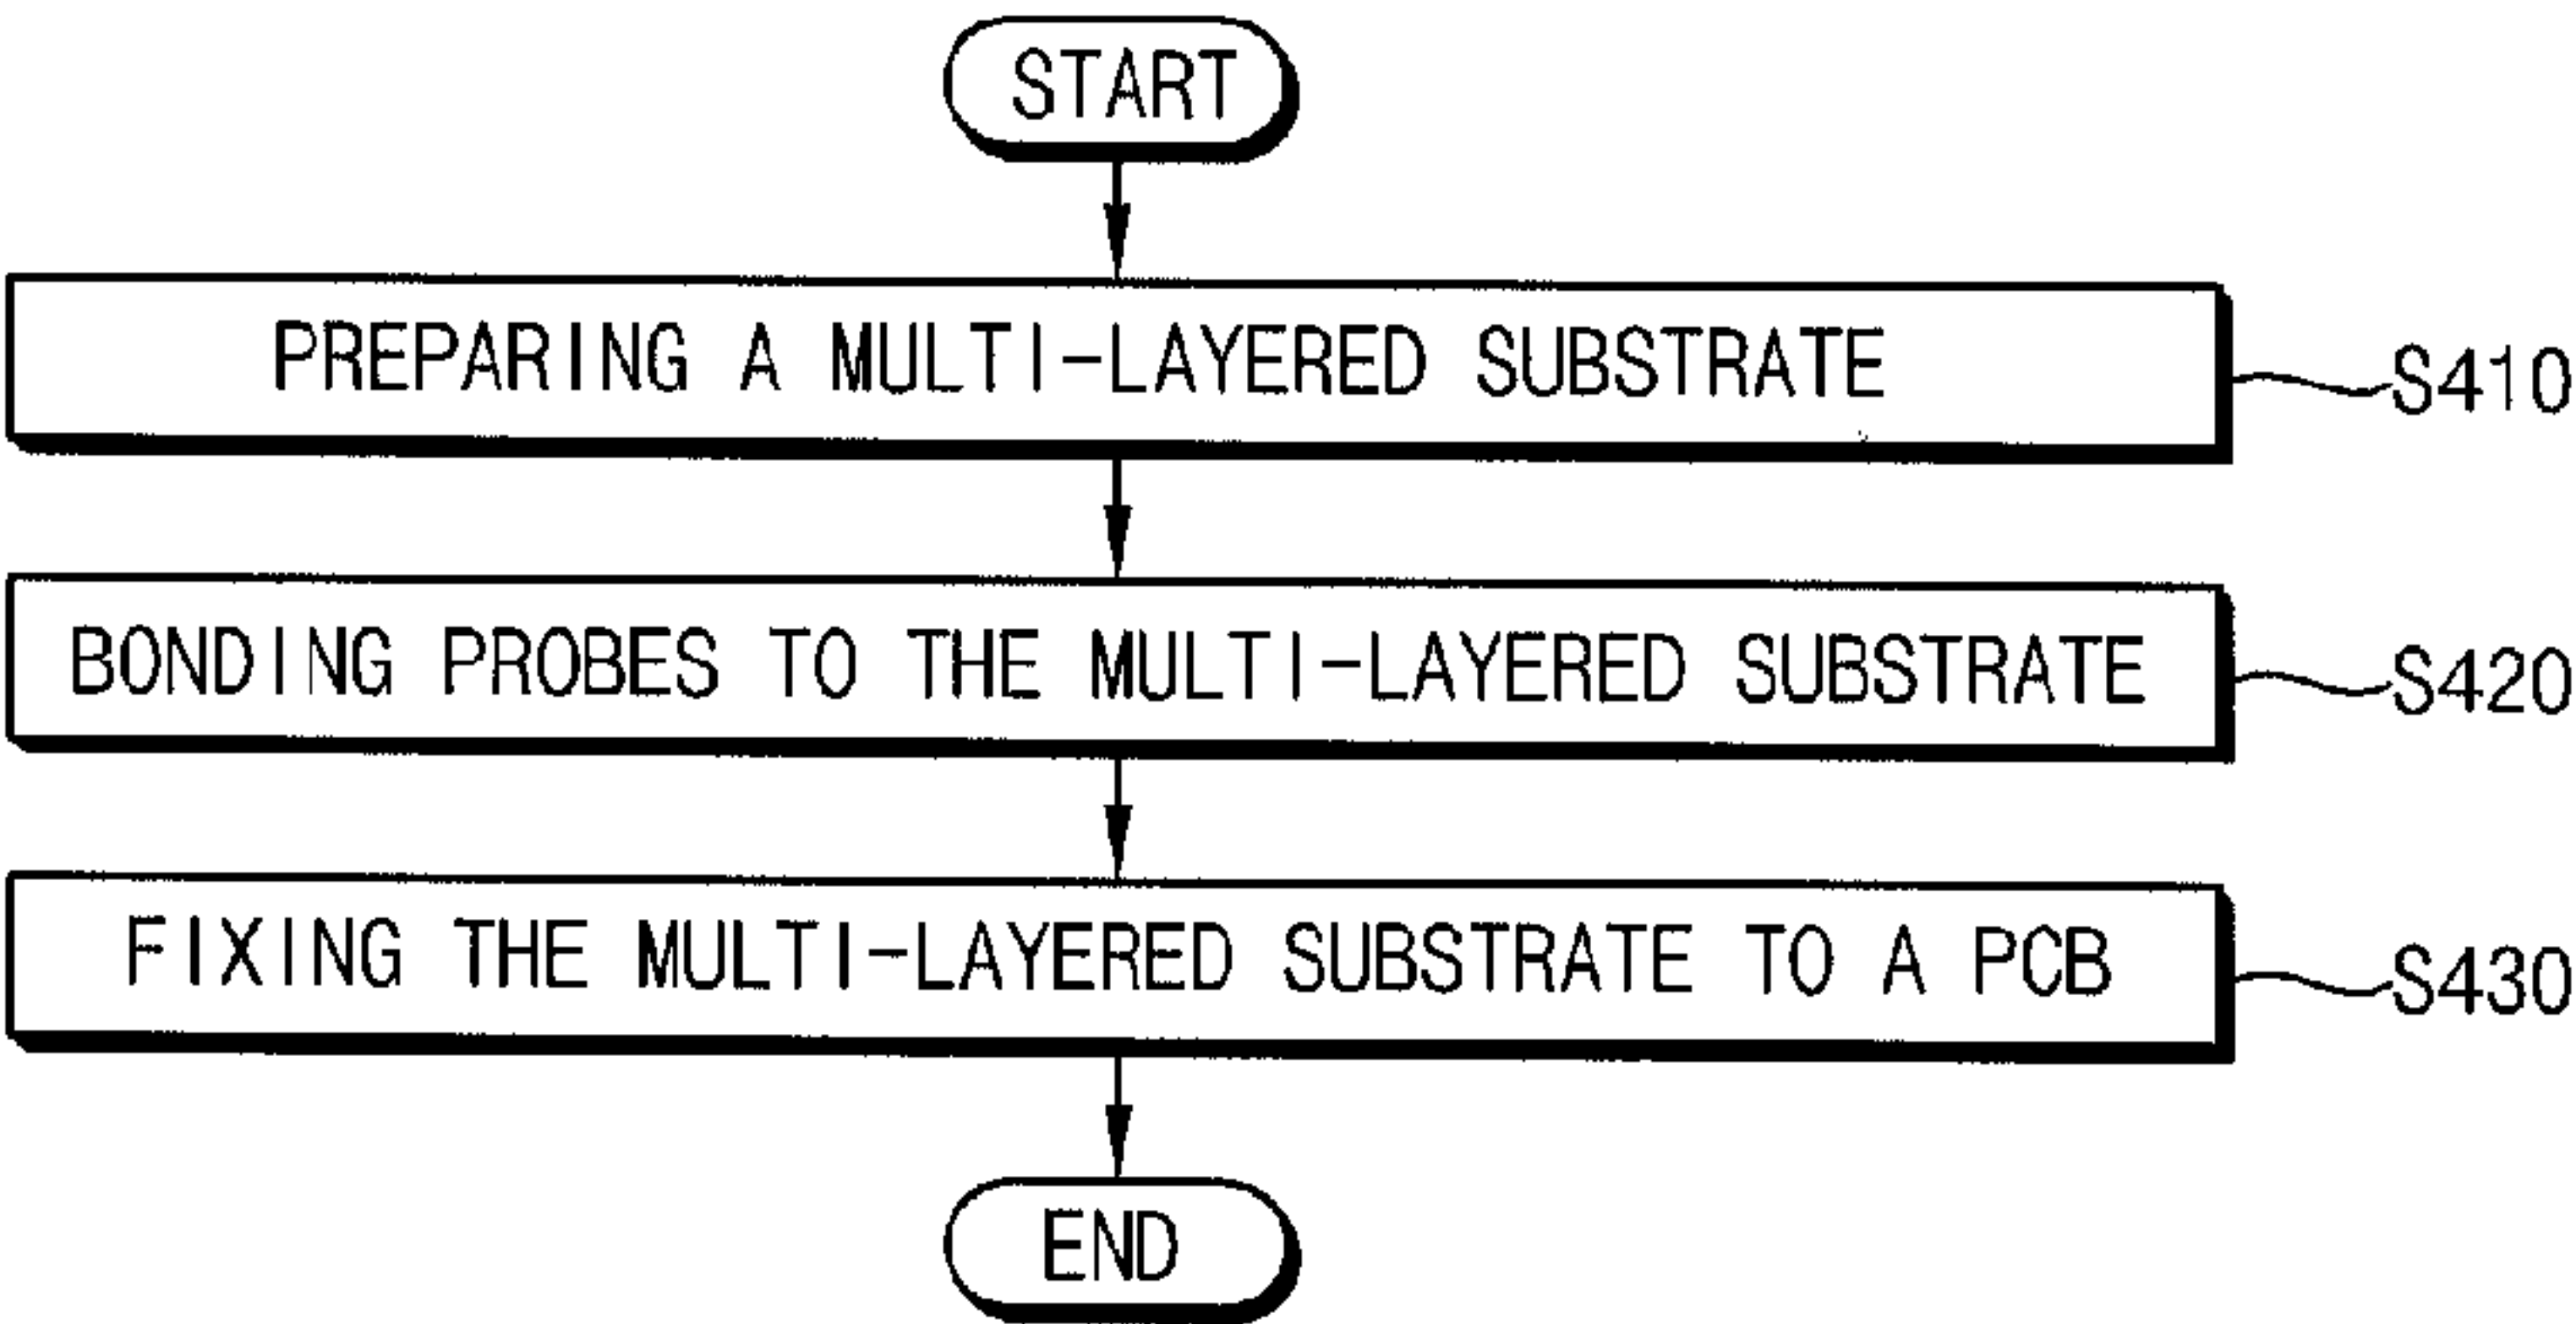 START
PREPARING A MULTI-LAYERED SUBSTRATE
S410
BONDING PROBES TO THE MULTI-LAYERED SUBSTRATE
S420
FIXING THE MULTI-LAYERED SUBSTRATE TO A PCB
S430
END